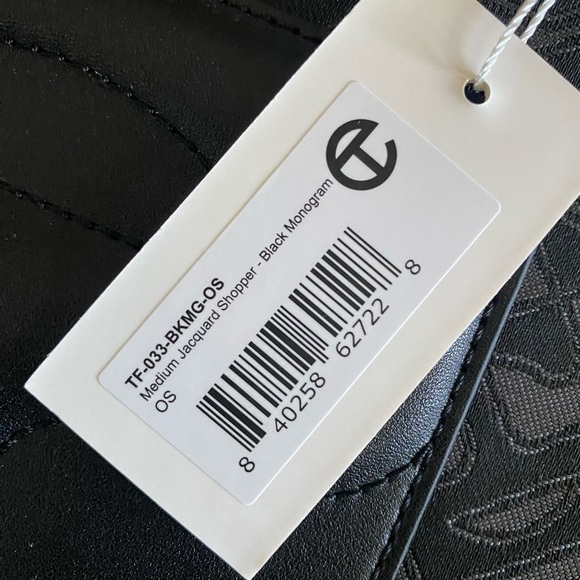 TF-033-BKMG-OS
Medium Jacquard Shopper - Black Monogram
OS
8 40258 62722 8